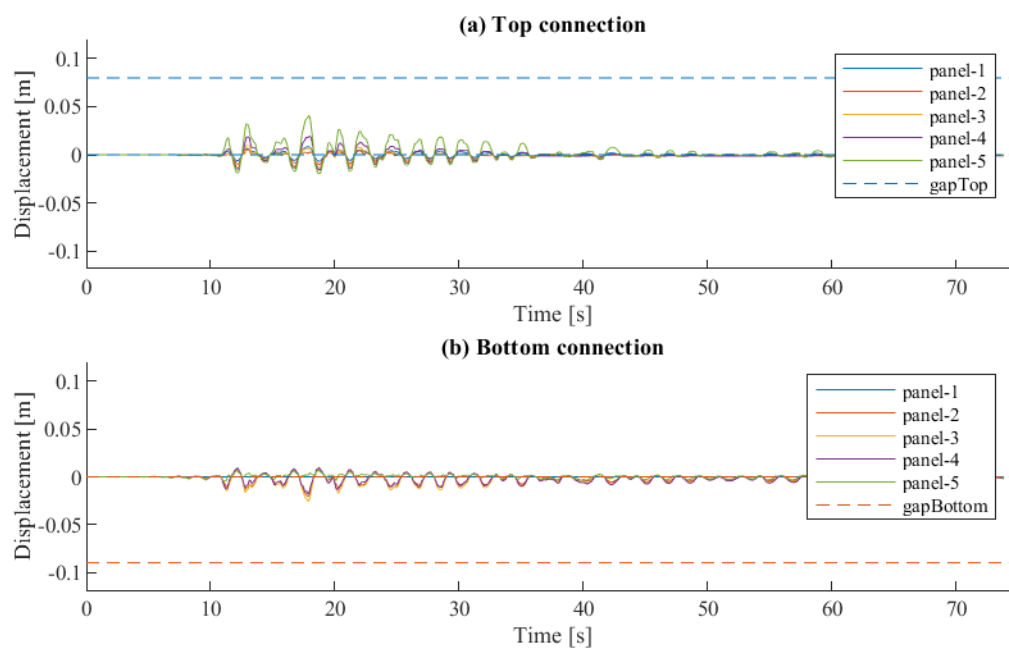 (a) Top connection
Displacement [m]
0.1
0.05
0
-0.05
-0.1
panel-1
panel-2
panel-3
panel-4
panel-5
gapTop
0 10 20 30 40 50 60 70
Time [s]
(b) Bottom connection
Displacement [m]
0.1
0.05
0
-0.05
-0.1
panel-1
panel-2
panel-3
panel-4
panel-5
gapBottom
0 10 20 30 40 50 60 70
Time [s]